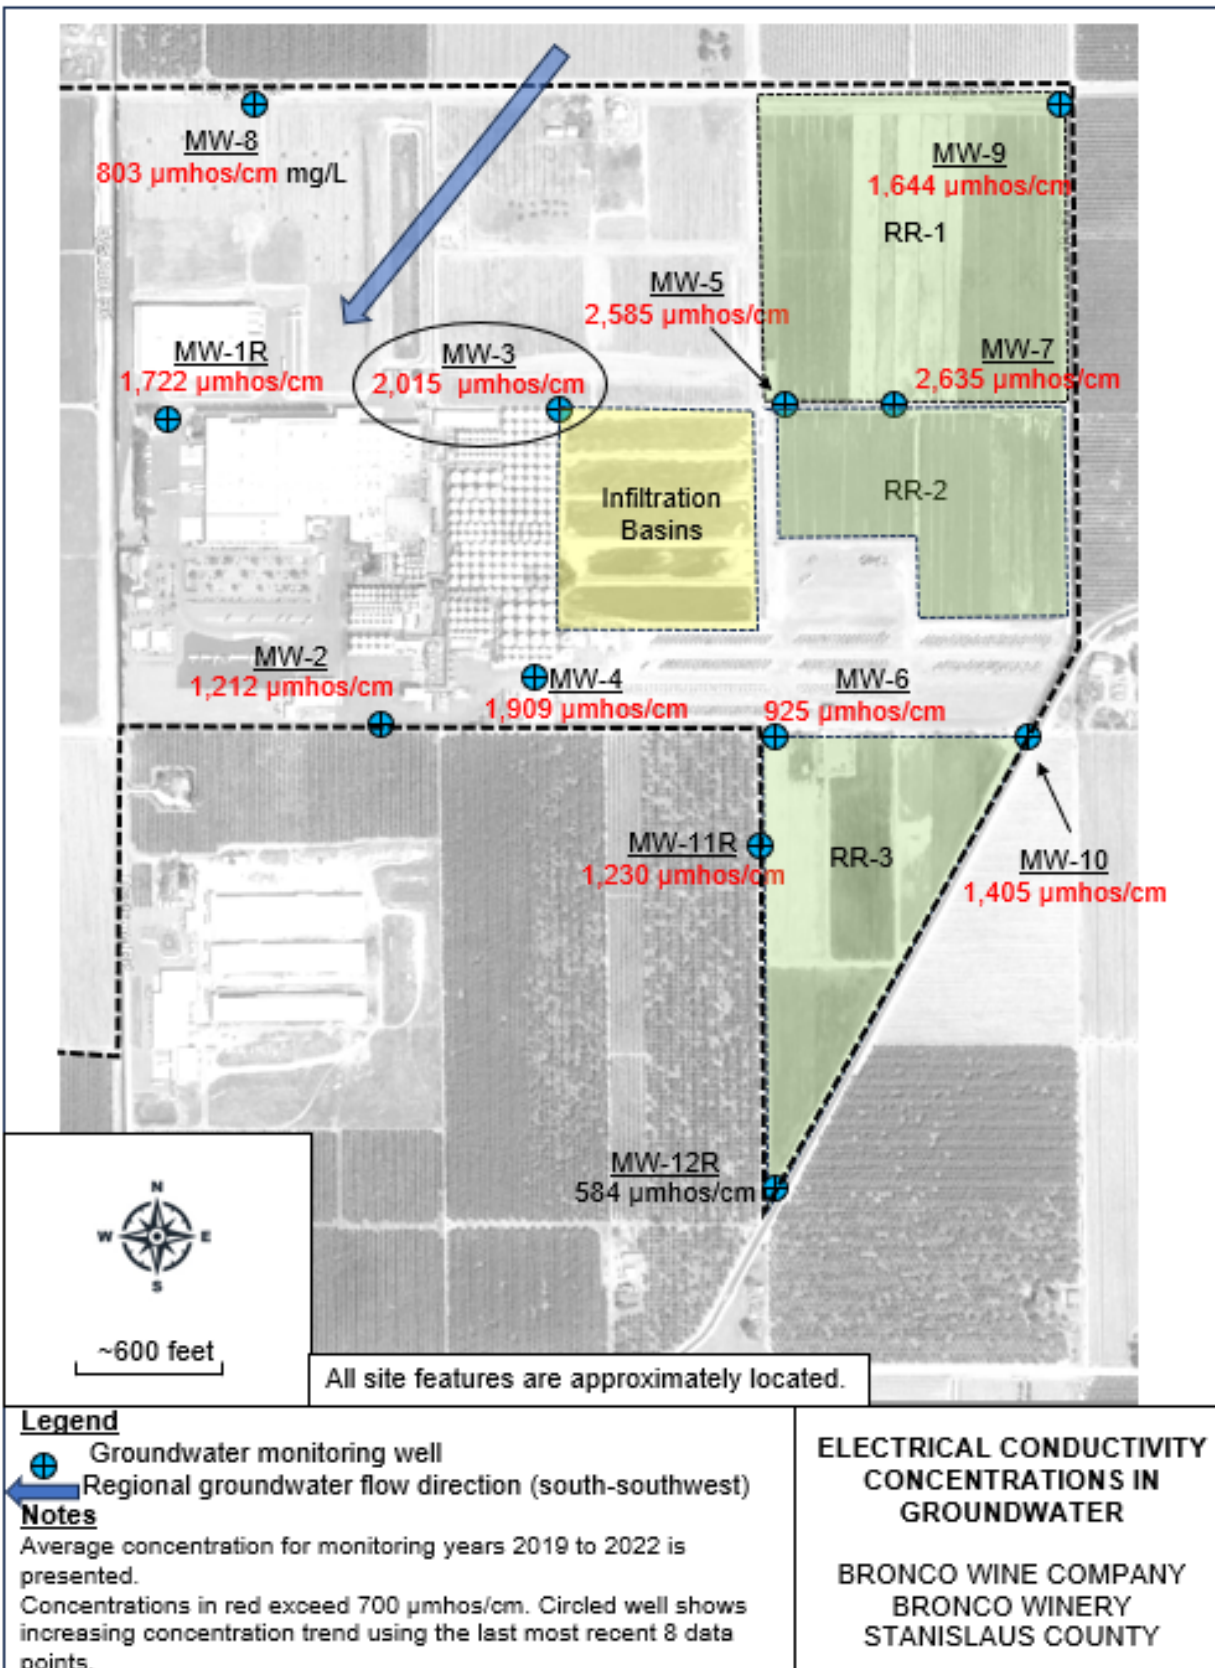 MW-8
803 µmhos/cm mg/L
MW-9
1,644 µmhos/cm
RR-1
MW-5
2,585 µmhos/cm
MW-7
2,635 µmhos/cm
MW-1R
1,722 µmhos/cm
MW-3
2,015 µmhos/cm
Infiltration
Basins
RR-2
MW-2
1,212 µmhos/cm
MW-4
1,909 µmhos/cm
MW-6
925 µmhos/cm
MW-11R
1,230 µmhos/cm
RR-3
MW-10
1,405 µmhos/cm
MW-12R
584 µmhos/cm
N
W E
S
~600 feet
All site features are approximately located.
Legend
Groundwater monitoring well
Regional groundwater flow direction (south-southwest)
Notes
Average concentration for monitoring years 2019 to 2022 is
presented.
Concentrations in red exceed 700 µmhos/cm. Circled well shows
increasing concentration trend using the last most recent 8 data
points.
ELECTRICAL CONDUCTIVITY
CONCENTRATIONS IN
GROUNDWATER
BRONCO WINE COMPANY
BRONCO WINERY
STANISLAUS COUNTY